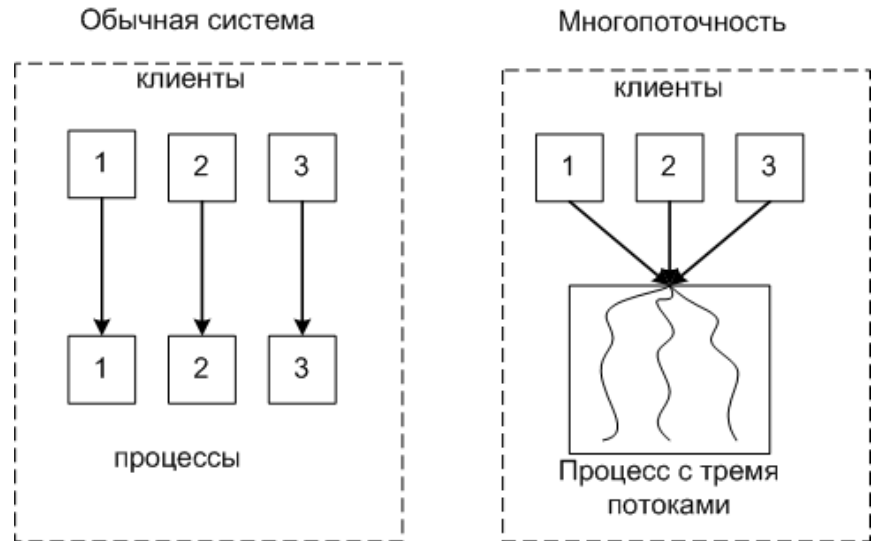 Обычная система
клиенты
1 2 3
1 2 3
процессы
Многопоточность
клиенты
1 2 3
Процесс с тремя
потоками